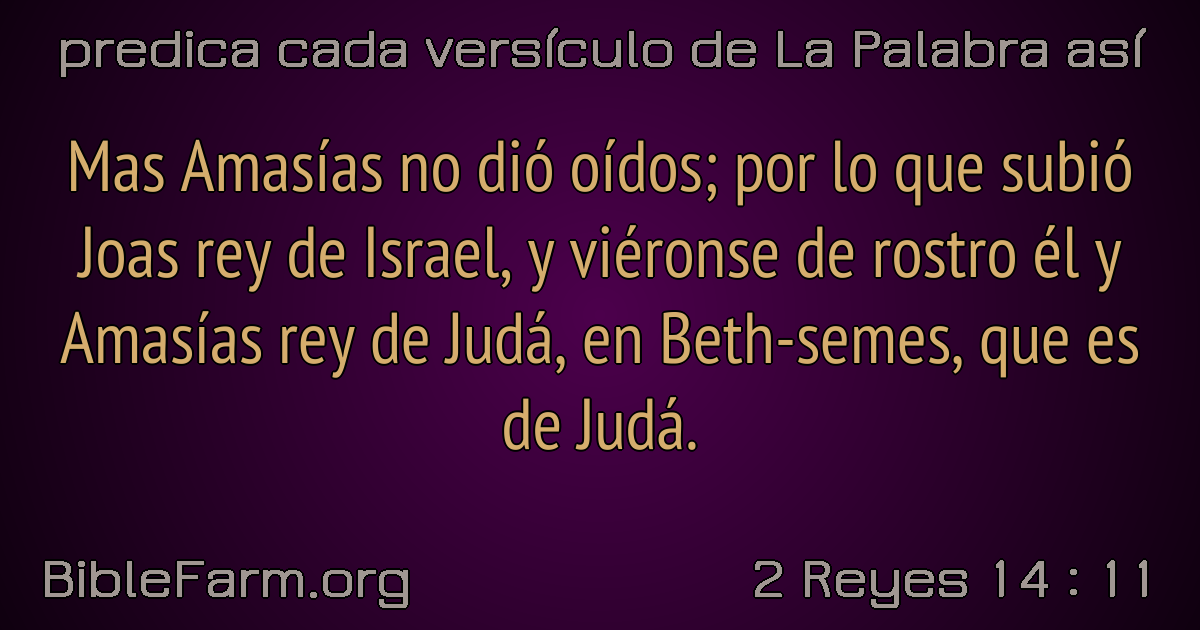 predica cada versículo de La Palabra así
Mas Amasías no dió oídos; por lo que subió
Joas rey de Israel, y viéronse de rostro él y
Amasías rey de Judá, en Beth-semes, que es
de Judá.
BibleFarm.org
2 Reyes 14 : 11